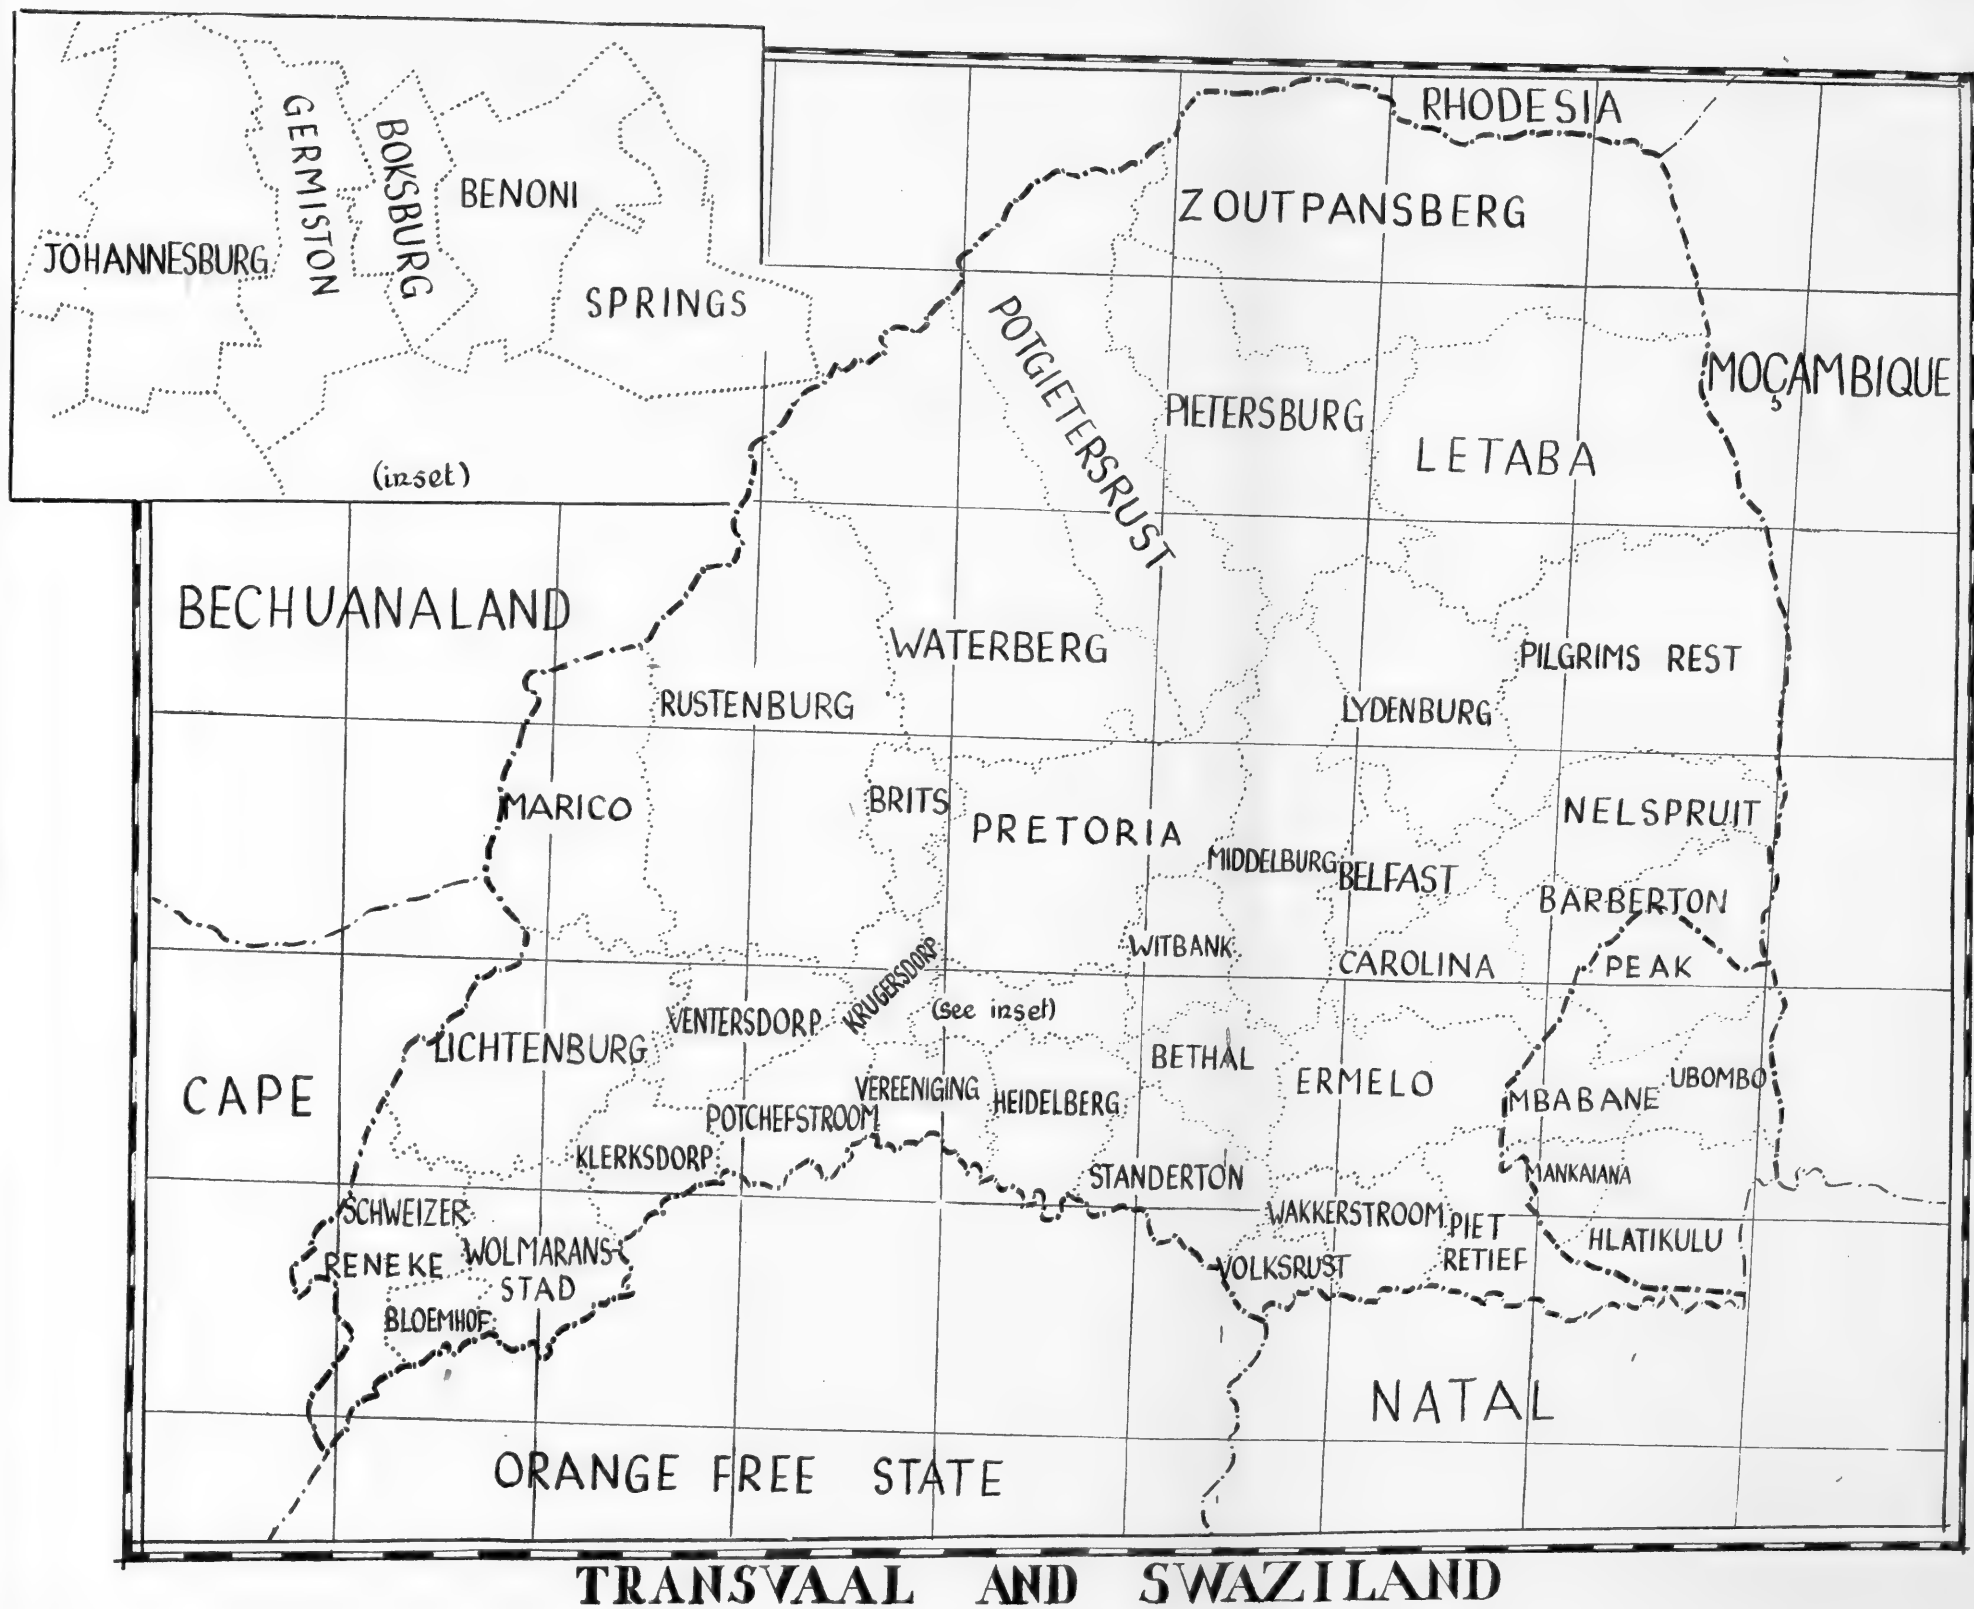 GERMISTON
BOKSBURG
BENONI
JOHANNESBURG
SPRINGS
(inset)
RHODESIA
ZOUTPANSBERG
POTGIETERSRUST
MOÇAMBIQUE
PIETERSBURG
LETABA
BECHUANALAND
WATERBERG
PILGRIMS REST
RUSTENBURG
LYDENBURG
MARICO
BRITS
PRETORIA
NELSPRUIT
MIDDELBURG
BELFAST
BARBERTON
KRUGERSDORP
WITBANK
CAROLINA
PEAK
(see inset)
VENTERSDORP
LICHTENBURG
BETHAL
ERMELO
UBOMBO
CAPE
VEREENIGING
HEIDELBERG
MBABANE
POTCHEFSTROOM
KLERKSDORP
STANDERTON
MANKAIANA
SCHWEIZER
RENEKE
WAKKERSTROOM
PIET
RETIEF
HLATIKULU
WOLMARANS-
STAD
VOLKSRUST
BLOEMHOF
NATAL
ORANGE FREE STATE
TRANSVAAL AND SWAZILAND